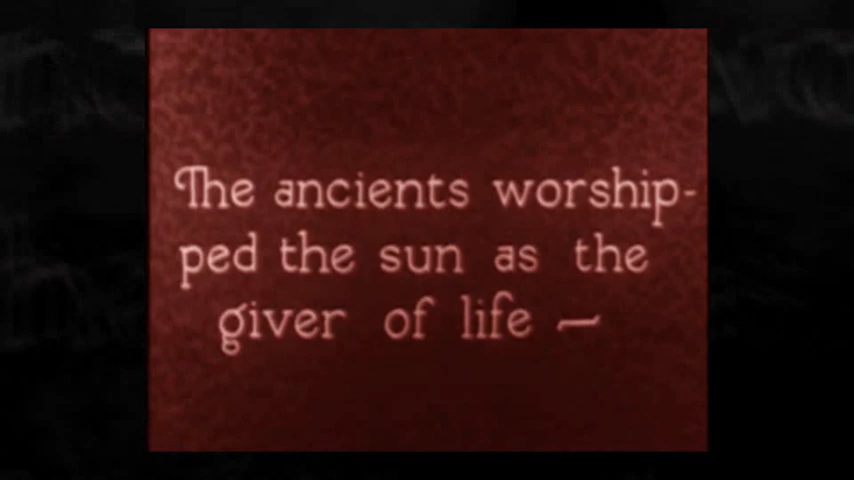 The ancients worship-
ped the sun as the
giver of life —